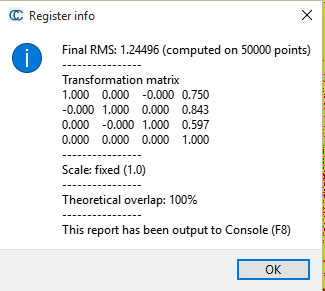 Register info
Final RMS: 1.24496 (computed on 50000 points)
----------------
Transformation matrix
1.000 0.000 -0.000 0.750
-0.000 1.000 0.000 0.843
0.000 -0.000 1.000 0.597
0.000 0.000 0.000 1.000
----------------
Scale: fixed (1.0)
----------------
Theoretical overlap: 100%
----------------
This report has been output to Console (F8)
OK